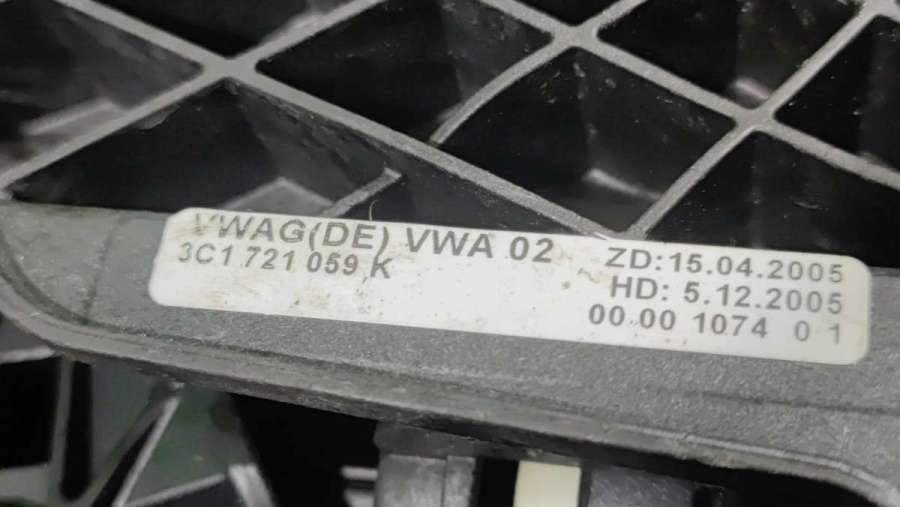 VWAG(DE) VWA 02
3C1 721 059 K
ZD:15.04.2005
HD: 5.12.2005
00.00 1074 0 1